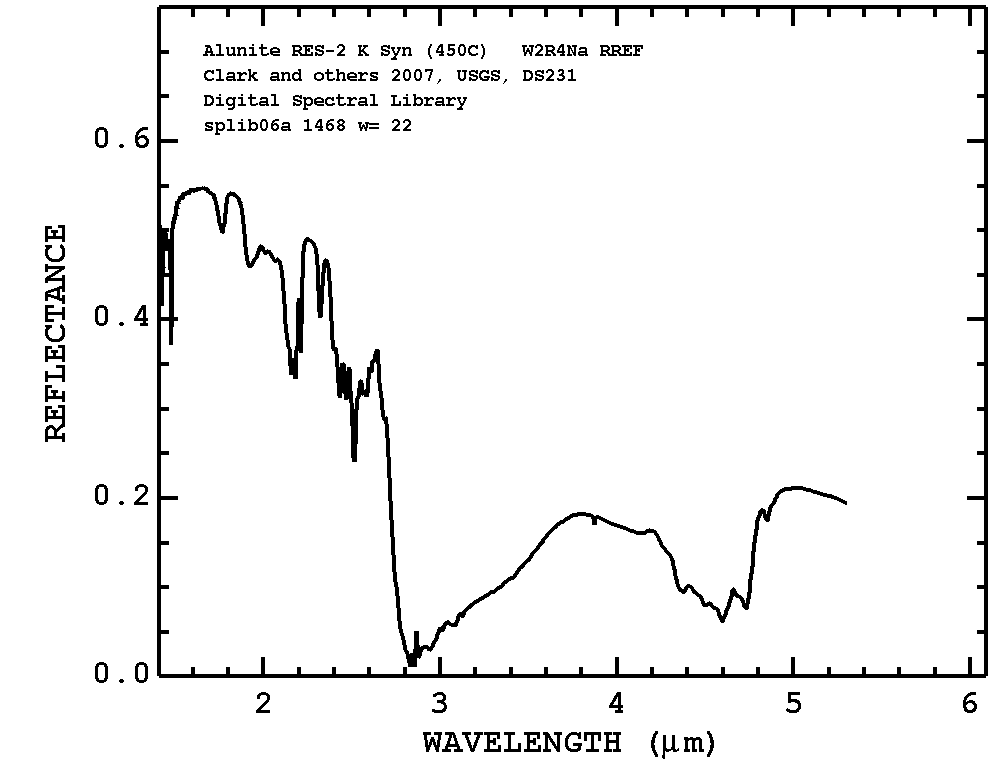 Alunite RES-2 K Syn (450C) W2R4Na RREF
Clark and others 2007, USGS, DS231
Digital Spectral Library
splib06a 1468 w= 22
0.6
0.4
0.2
0.0
REFLECTANCE
2 3 4 5 6
WAVELENGTH (μm)